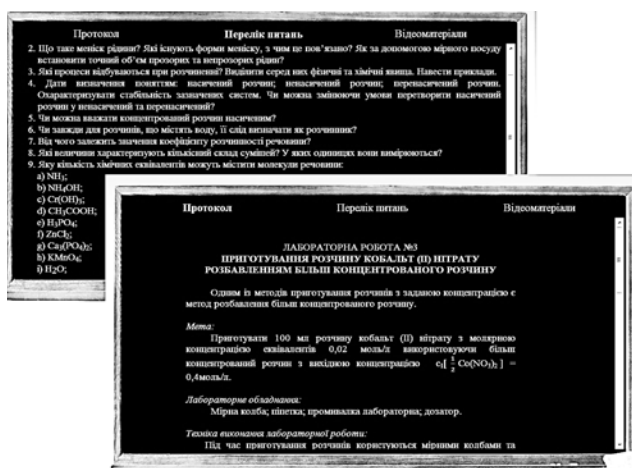 Протокол Перелік питань Відеоматеріали
2. Що таке меніск рідини? Які існують форми меніску, з чим це пов'язано? Як за допомогою мірного посуду
встановити точний об'єм прозорих та непрозорих рідин?
3. Які процеси відбуваються при розчиненні? Виділити серед них фізичні та хімічні явища. Навести приклади.
4. Дати визначення поняттям: насичений розчин; ненасичений розчин; перенасичений розчин.
Охарактеризувати стабільність зазначених систем. Чи можна змінюючи умови перетворити насичений
розчин у ненасичений та перенасичений?
5. Чи можна вважати концентрований розчин насиченим?
6. Чи завжди для розчинів, що містять воду, її слід визначати як розчинник?
7. Від чого залежить значення коефіцієнту розчинності речовини?
8. Які величини характеризують кількісний склад сумішей? У яких одиницях вони вимірюються?
9. Яку кількість хімічних еквівалентів можуть містити молекули речовини:
a) NH₃;
b) NH₄OH;
c) Cr(OH)₃;
d) CH₃COOH;
e) H₃PO₄;
f) ZnCl₂;
g) Ca₃(PO₄)₂;
h) KMnO₄;
i) H₂O;
Протокол Перелік питань Відеоматеріали
ЛАБОРАТОРНА РОБОТА №3
ПРИГОТУВАННЯ РОЗЧИНУ КОБАЛЬТ (ІІ) НІТРАТУ
РОЗБАВЛЕННЯМ БІЛЬШ КОНЦЕНТРОВАНОГО РОЗЧИНУ
Одним із методів приготування розчинів з заданою концентрацією є
метод розбавлення більш концентрованого розчину.
Мета:
Приготувати 100 мл розчину кобальт (ІІ) нітрату з молярною
концентрацією еквівалентів 0,02 моль/л використовуючи більш
концентрований розчин з вихідною концентрацією c₁[½Co(NO₃)₂] =
0,4моль/л.
Лабораторне обладнання:
Мірна колба; піпетка; промивалка лабораторна; дозатор.
Техніка виконання лабораторної роботи:
Під час приготування розчинів користуються мірними колбами та